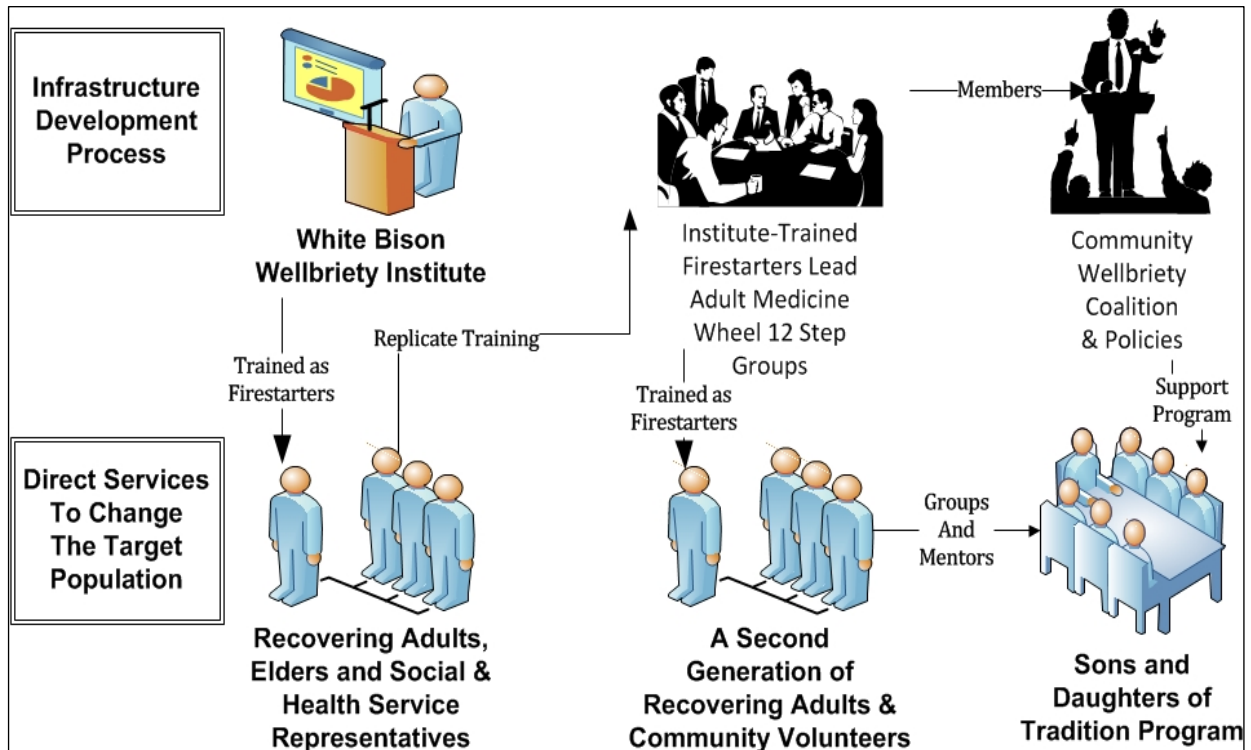 Infrastructure
Development
Process
White Bison
Wellbriety Institute
Institute-Trained
Firestarters Lead
Adult Medicine
Wheel 12 Step
Groups
Members
Community
Wellbriety
Coalition
& Policies
Trained as
Firestarters
Replicate Training
Trained as
Firestarters
Support
Program
Direct Services
To Change
The Target
Population
Groups
And
Mentors
Recovering Adults,
Elders and Social &
Health Service
Representatives
A Second
Generation of
Recovering Adults &
Community Volunteers
Sons and
Daughters of
Tradition Program